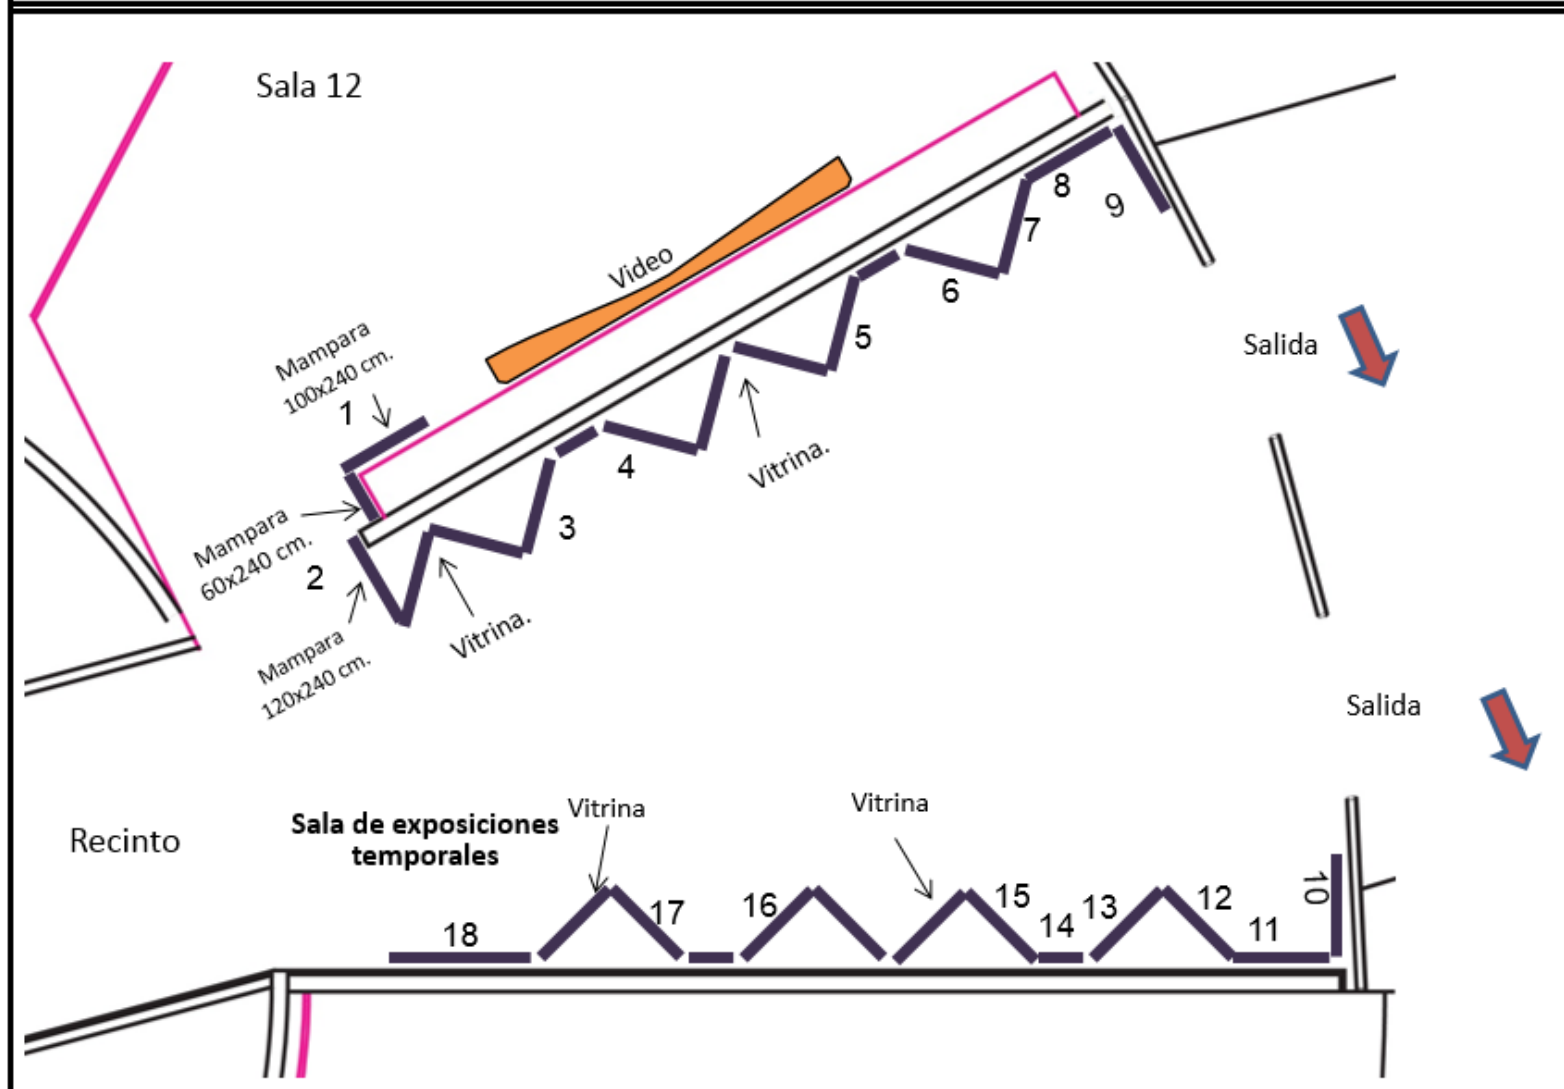 Sala 12
Video
Mampara
100x240 cm.
1
Mampara
60x240 cm.
2
Mampara
120x240 cm.
Vitrina.
3
4
Vitrina.
5
6
7
8
9
Salida
Salida
Recinto
Sala de exposiciones
temporales
Vitrina
Vitrina
18
17
16
15
14
13
12
11
10